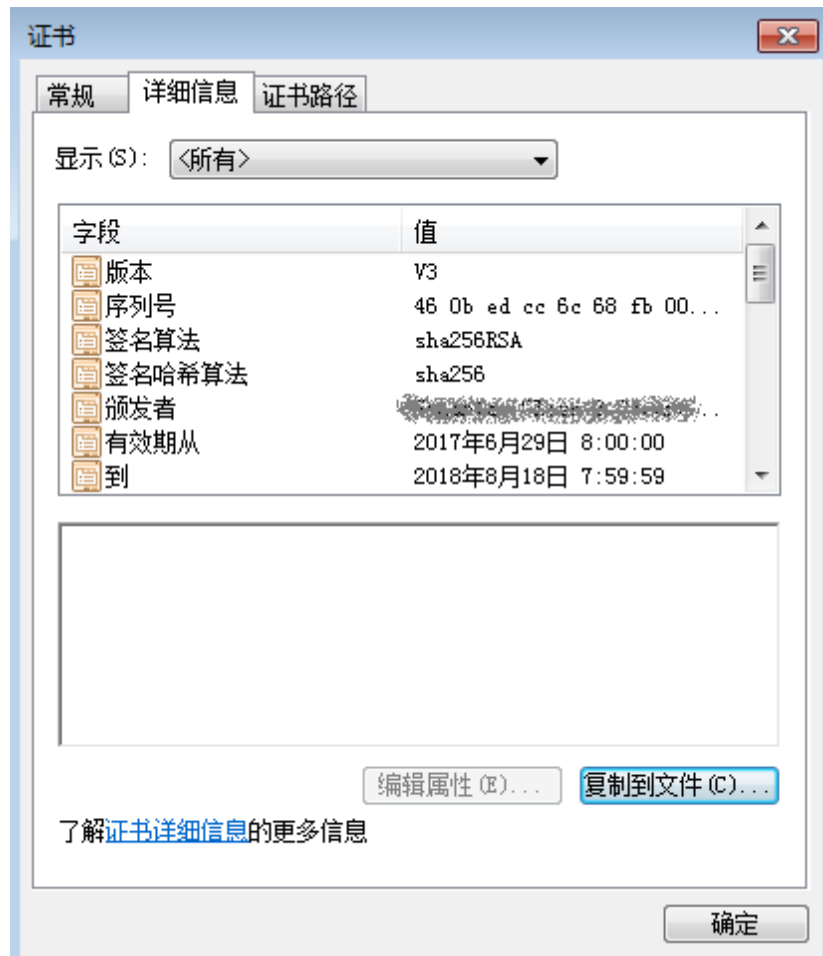 证书
常规 详细信息 证书路径
显示(S): <所有>
字段 值
版本 V3
序列号 46 0b ed cc 6c 68 fb 00...
签名算法 sha256RSA
签名哈希算法 sha256
颁发者
有效期从 2017年6月29日 8:00:00
到 2018年8月18日 7:59:59
编辑属性(E)... 复制到文件(C)...
了解证书详细信息的更多信息
确定